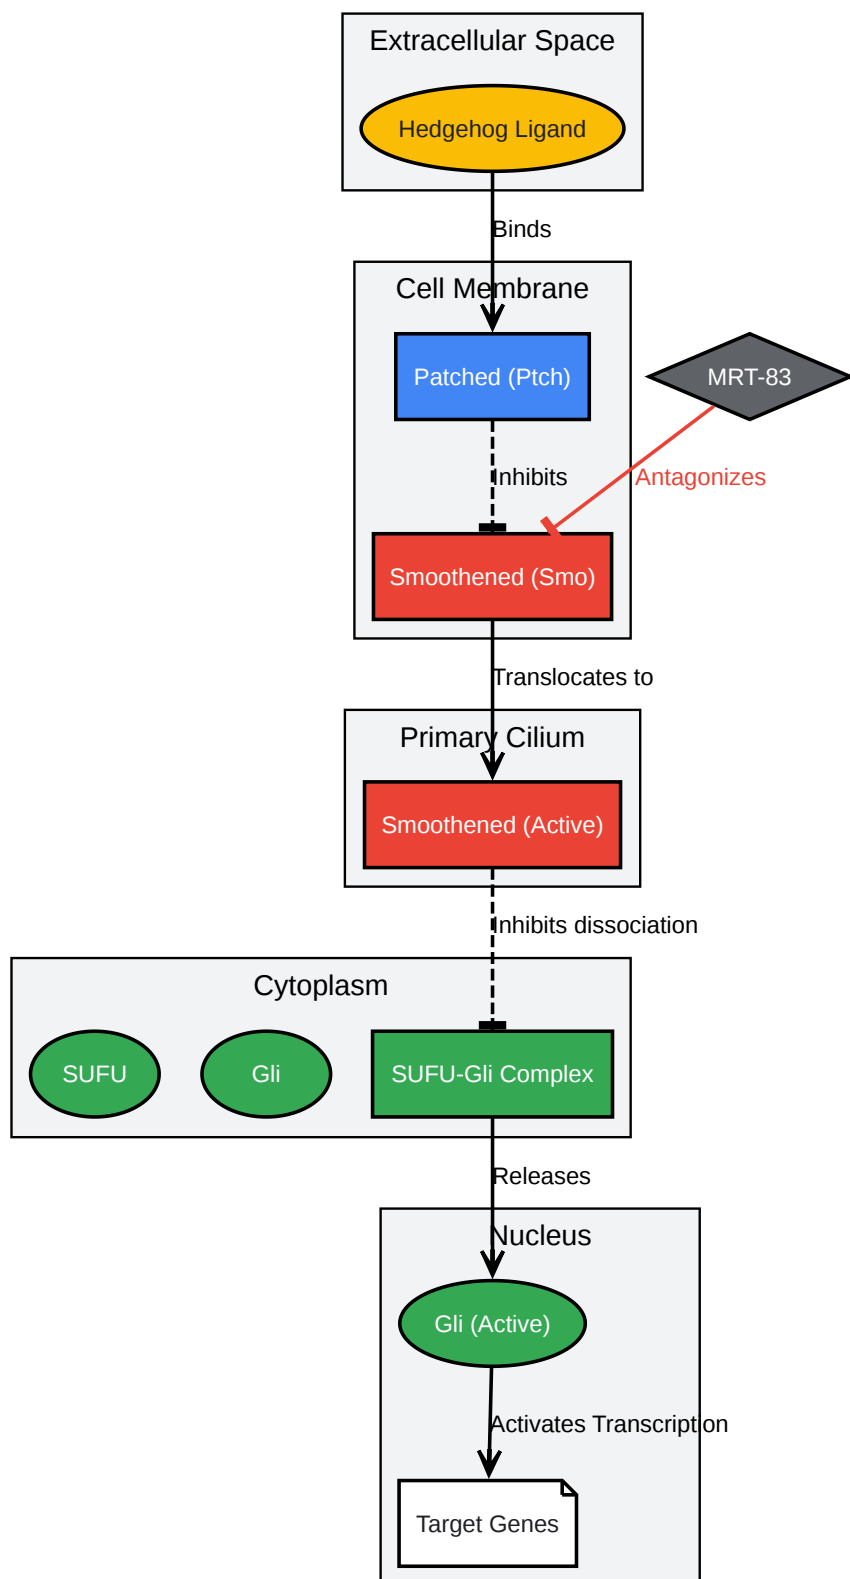 Extracellular Space
Hedgehog Ligand
Binds
Cell Membrane
Patched (Ptch)
MRT-83
Inhibits
Antagonizes
Smoothened (Smo)
Translocates to
Primary Cilium
Smoothened (Active)
Inhibits dissociation
Cytoplasm
SUFU
Gli
SUFU-Gli Complex
Releases
Nucleus
Gli (Active)
Activates Transcription
Target Genes